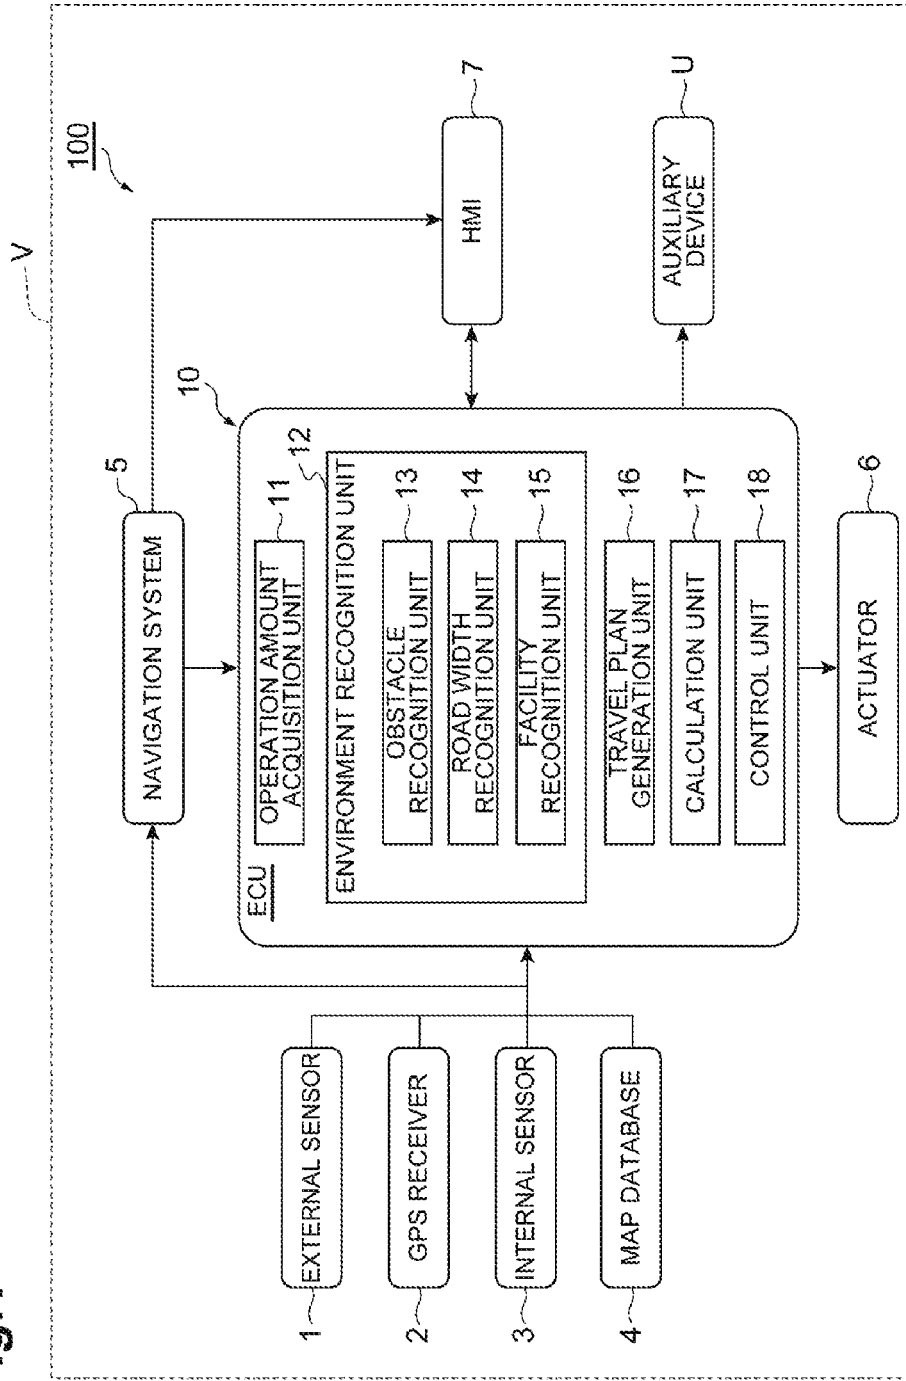 V
100
NAVIGATION SYSTEM
5
10
ECU
OPERATION AMOUNT
ACQUISITION UNIT
11
12
ENVIRONMENT RECOGNITION UNIT
OBSTACLE
RECOGNITION UNIT
13
ROAD WIDTH
RECOGNITION UNIT
14
FACILITY
RECOGNITION UNIT
15
TRAVEL PLAN
GENERATION UNIT
16
CALCULATION UNIT
17
CONTROL UNIT
18
1
EXTERNAL SENSOR
2
GPS RECEIVER
3
INTERNAL SENSOR
4
MAP DATABASE
HMI
7
AUXILIARY
DEVICE
U
ACTUATOR
6